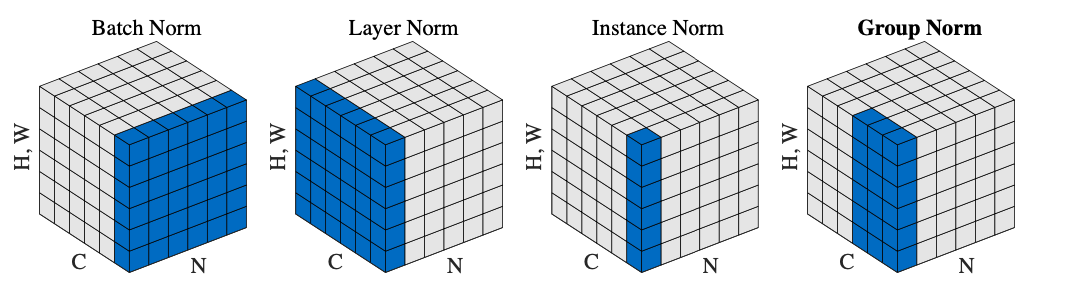 Batch Norm
H, W
C
N
Layer Norm
H, W
C
N
Instance Norm
H, W
C
N
Group Norm
H, W
C
N